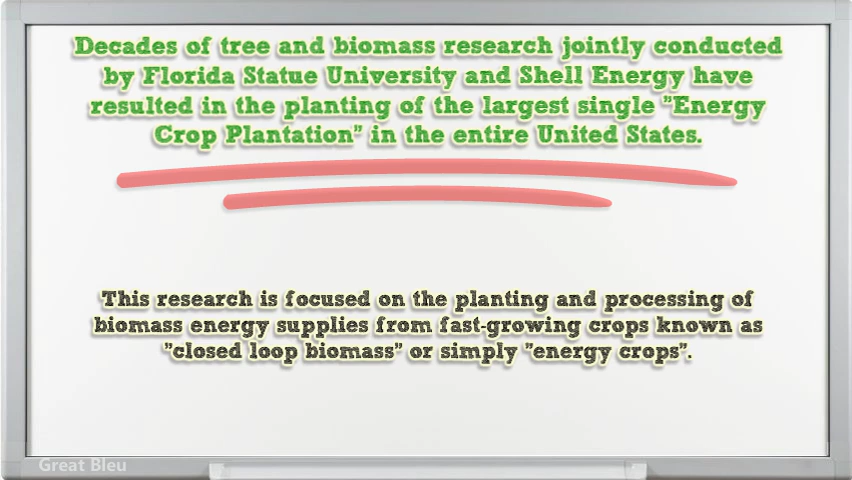 Decades of tree and biomass research jointly conducted
by Florida Statue University and Shell Energy have
resulted in the planting of the largest single "Energy
Crop Plantation" in the entire United States.
This research is focused on the planting and processing of
biomass energy supplies from fast-growing crops known as
"closed loop biomass" or simply "energy crops".
Great Bleu